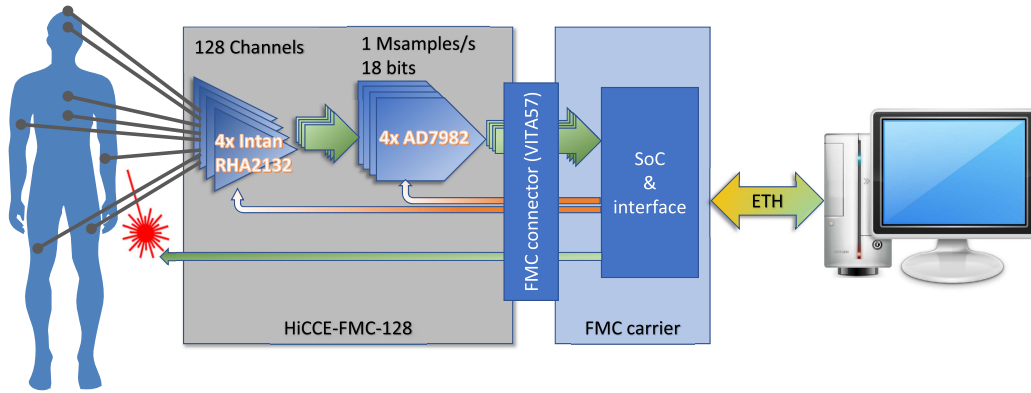 128 Channels
1 Msamples/s
18 bits
4x Intan
RHA2132
4x AD7982
FMC connector (VITA57)
SoC
&
interface
ETH
HiCCE-FMC-128
FMC carrier